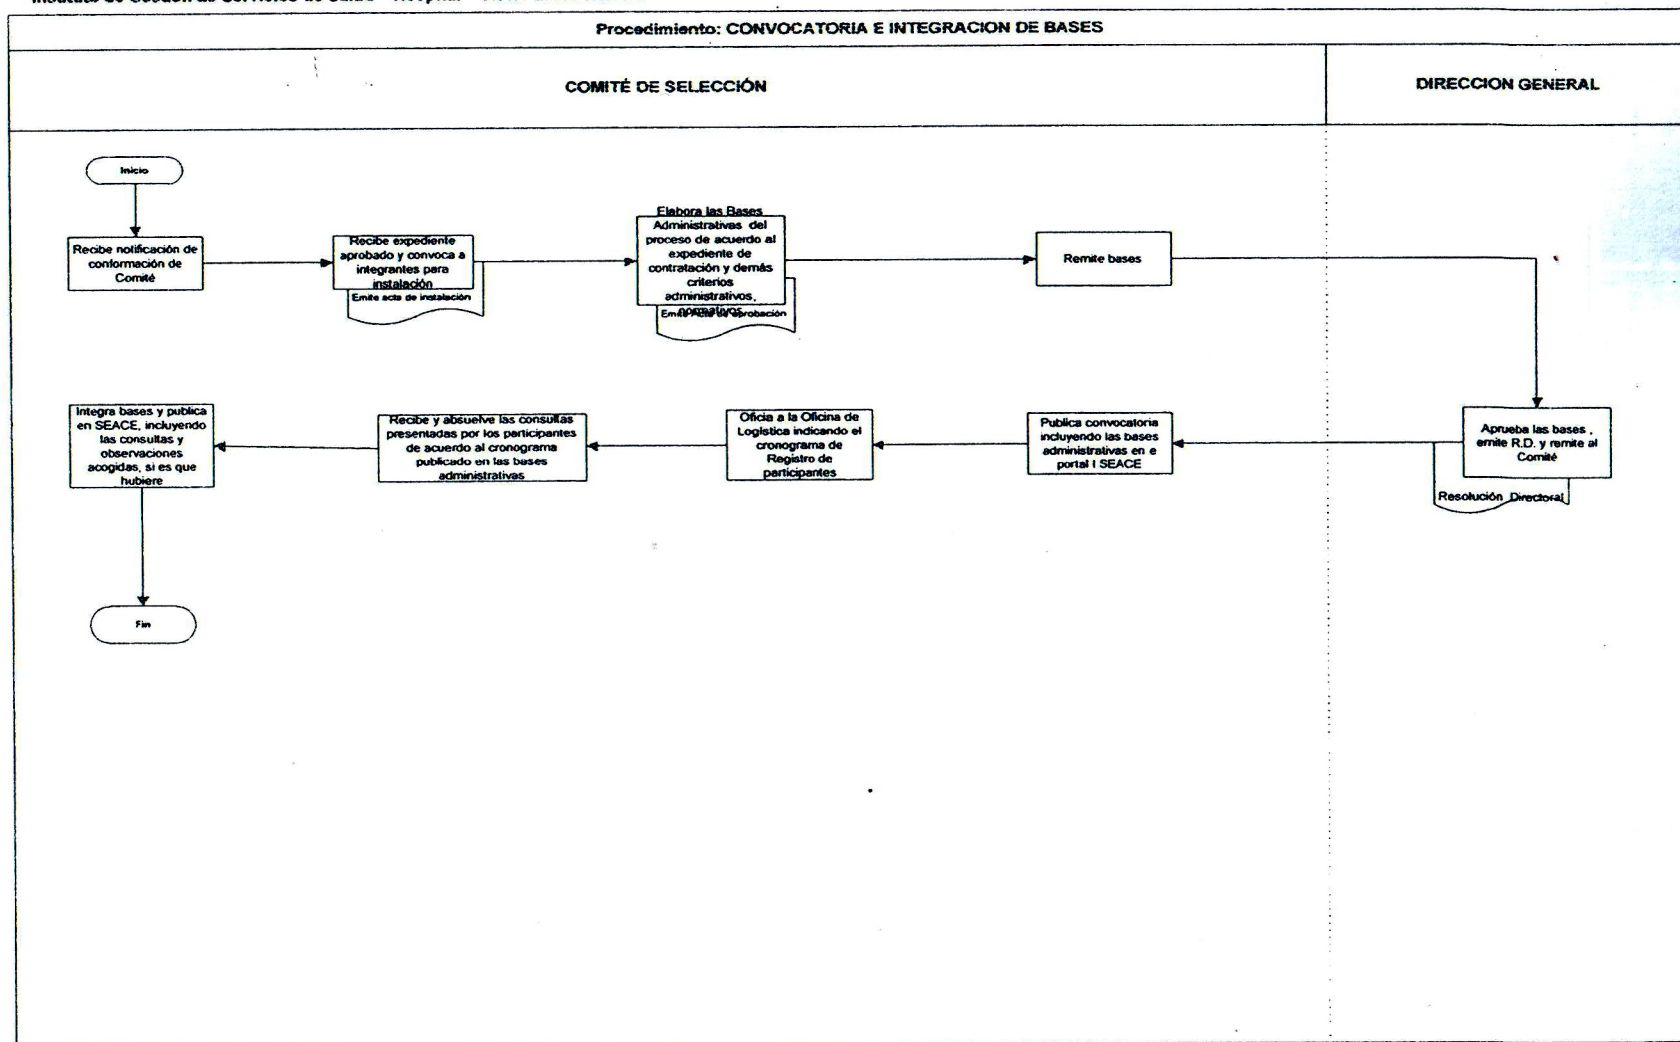 Procedimiento: CONVOCATORIA E INTEGRACION DE BASES
COMITÉ DE SELECCIÓN
DIRECCION GENERAL
Inicio
Recibe notificación de
conformación de
Comité
Recibe expediente
aprobado y convoca a
integrantes para
instalación
Emite acta de instalación
Elabora las Bases
Administrativas del
proceso de acuerdo al
expediente de
contratación y demás
criterios
administrativos,
normativos
Emite Acta de aprobación
Remite bases
Aprueba las bases ,
emite R.D. y remite al
Comité
Resolución Directoral
Publica convocatoria
incluyendo las bases
administrativas en e
portal l SEACE
Oficia a la Oficina de
Logística indicando el
cronograma de
Registro de
participantes
Recibe y absuelve las consultas
presentadas por los participantes
de acuerdo al cronograma
publicado en las bases
administrativas
Integra bases y publica
en SEACE, incluyendo
las consultas y
observaciones
acogidas, si es que
hubiere
Fin